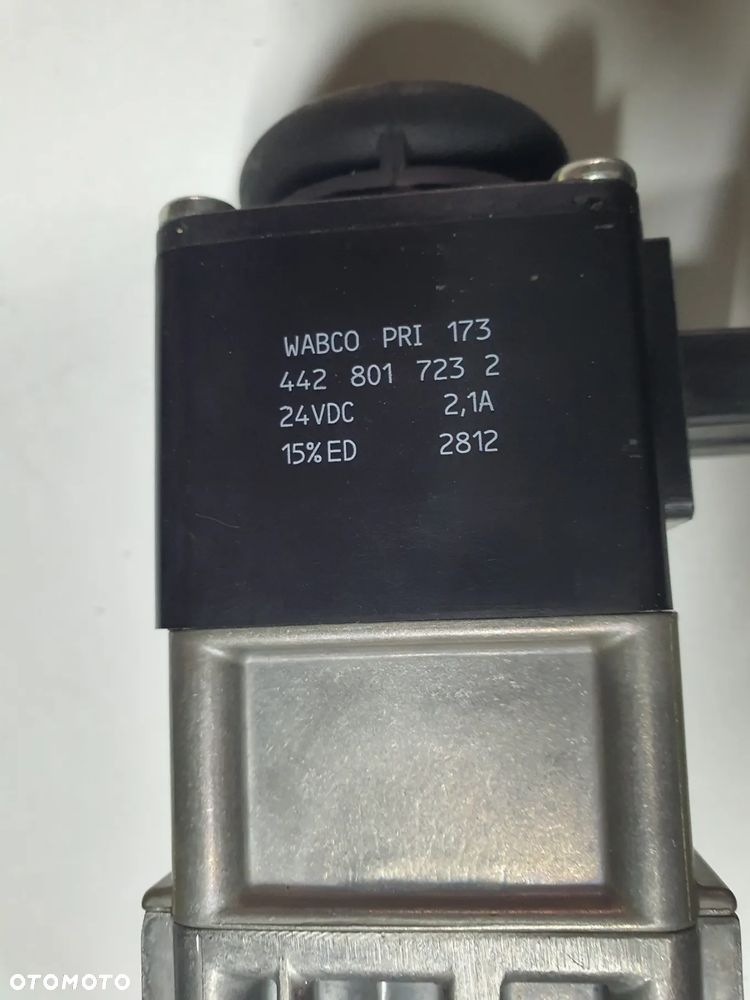 WABCO PRI 173
442 801 723 2
24VDC 2,1A
15%ED 2812
OTOMOTO